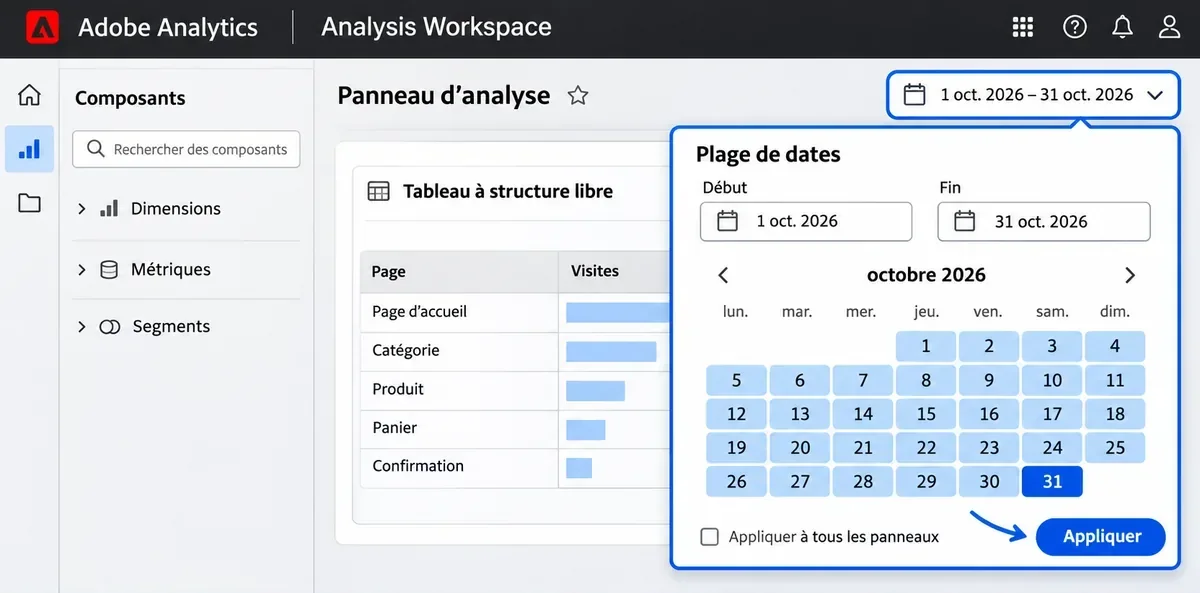 Adobe Analytics
Analysis Workspace
Composants
Rechercher des composants
Dimensions
Métriques
Segments
Panneau d’analyse
1 oct. 2026 – 31 oct. 2026
Tableau à structure libre
Page Visites
Page d’accueil
Catégorie
Produit
Panier
Confirmation
Plage de dates
Début Fin
1 oct. 2026 31 oct. 2026
octobre 2026
lun. mar. mer. jeu. ven. sam. dim.
1 2 3 4
5 6 7 8 9 10 11
12 13 14 15 16 17 18
19 20 21 22 23 24 25
26 27 28 29 30 31
Appliquer à tous les panneaux
Appliquer